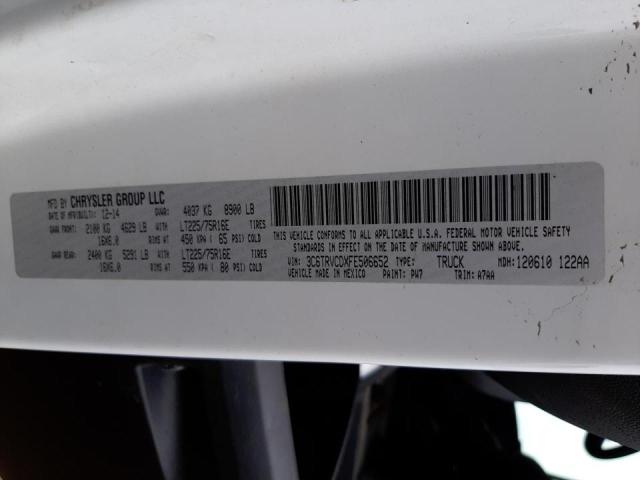 MFD BY CHRYSLER GROUP LLC
DATE OF MFR(BUILT): 12-14 GVWR: 4037 KG 8900 LB
GAWR FRONT: 2100 KG 4629 LB WITH LT225/75R16E TIRES
16X6.0 RIMS AT 450 KPA ( 65 PSI) COLD
GAWR REAR: 2400 KG 5291 LB WITH LT225/75R16E TIRES
16X6.0 RIMS AT 550 KPA ( 80 PSI) COLD
THIS VEHICLE CONFORMS TO ALL APPLICABLE U.S.A. FEDERAL MOTOR VEHICLE SAFETY
STANDARDS IN EFFECT ON THE DATE OF MANUFACTURE SHOWN ABOVE.
VIN: 3C6TRVCDXFE506652 TYPE: TRUCK MDH: 120610 122AA
VEHICLE MADE IN MEXICO PAINT: PW7 TRIM: A7AA